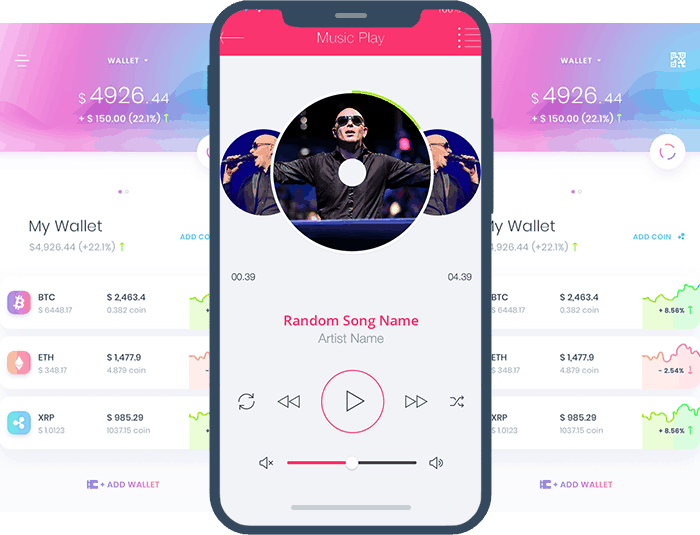 WALLET
$ 4926.44
+ $ 150.00 (22.1%) ↑
My Wallet
$4,926.44 (+22.1%) ↑
ADD CO
BTC
$ 6448.17
$ 2,463.4
0.382 coin
ETH
$ 348.17
$ 1,477.9
4.879 coin
XRP
$ 1.0123
$ 985.29
1037.15 coin
+ ADD WALLET
Music Play
00.39
04.39
Random Song Name
Artist Name
WALLET
$ 4926.44
+ $ 150.00 (22.1%) ↑
My Wallet
4,926.44 (+22.1%) ↑
ADD COIN
BTC
6448.17
$ 2,463.4
0.382 coin
+ 8.56% ↑
ETH
348.17
$ 1,477.9
4.879 coin
- 2.54% ↓
XRP
$ 1.0123
$ 985.29
1037.15 coin
+ 8.56% ↑
+ ADD WALLET